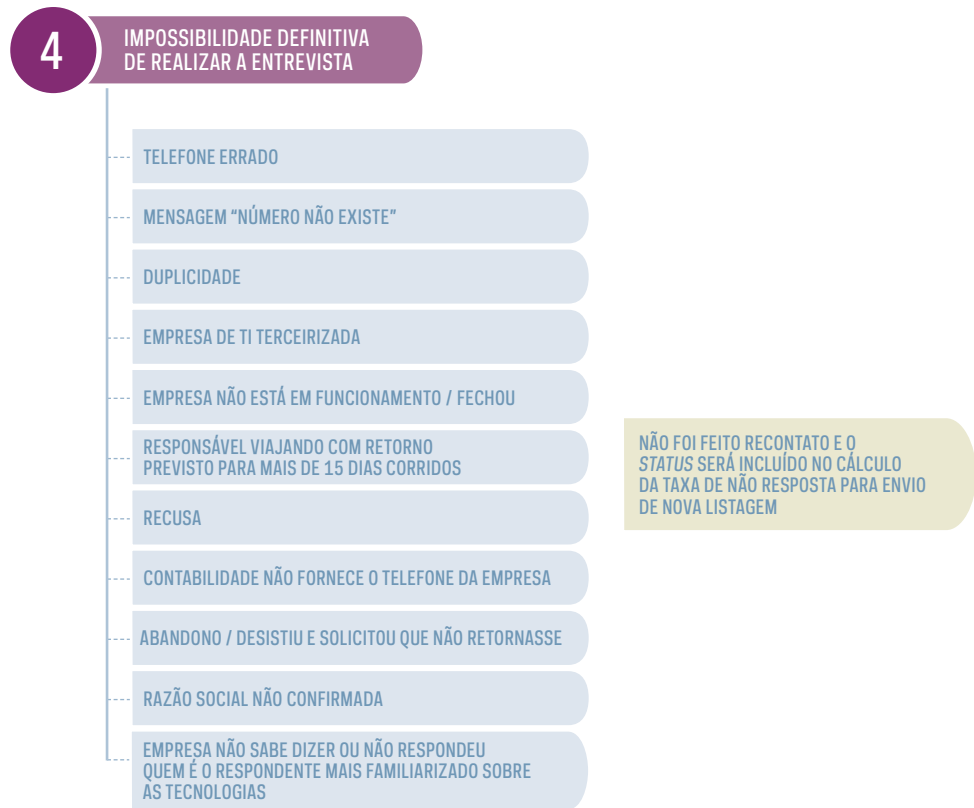 4
IMPOSSIBILIDADE DEFINITIVA
DE REALIZAR A ENTREVISTA
TELEFONE ERRADO
MENSAGEM “NÚMERO NÃO EXISTE”
DUPLICIDADE
EMPRESA DE TI TERCEIRIZADA
EMPRESA NÃO ESTÁ EM FUNCIONAMENTO / FECHOU
RESPONSÁVEL VIAJANDO COM RETORNO
PREVISTO PARA MAIS DE 15 DIAS CORRIDOS
RECUSA
CONTABILIDADE NÃO FORNECE O TELEFONE DA EMPRESA
ABANDONO / DESISTIU E SOLICITOU QUE NÃO RETORNASSE
RAZÃO SOCIAL NÃO CONFIRMADA
EMPRESA NÃO SABE DIZER OU NÃO RESPONDEU
QUEM É O RESPONDENTE MAIS FAMILIARIZADO SOBRE
AS TECNOLOGIAS
NÃO FOI FEITO RECONTATO E O
STATUS SERÁ INCLUÍDO NO CÁLCULO
DA TAXA DE NÃO RESPOSTA PARA ENVIO
DE NOVA LISTAGEM